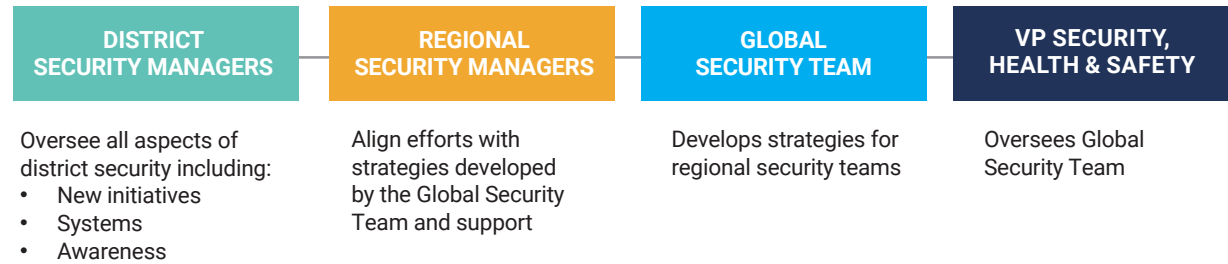 DISTRICT
SECURITY MANAGERS
REGIONAL
SECURITY MANAGERS
GLOBAL
SECURITY TEAM
VP SECURITY,
HEALTH & SAFETY
Oversee all aspects of
district security including:
• New initiatives
• Systems
• Awareness
Align efforts with
strategies developed
by the Global Security
Team and support
Develops strategies for
regional security teams
Oversees Global
Security Team